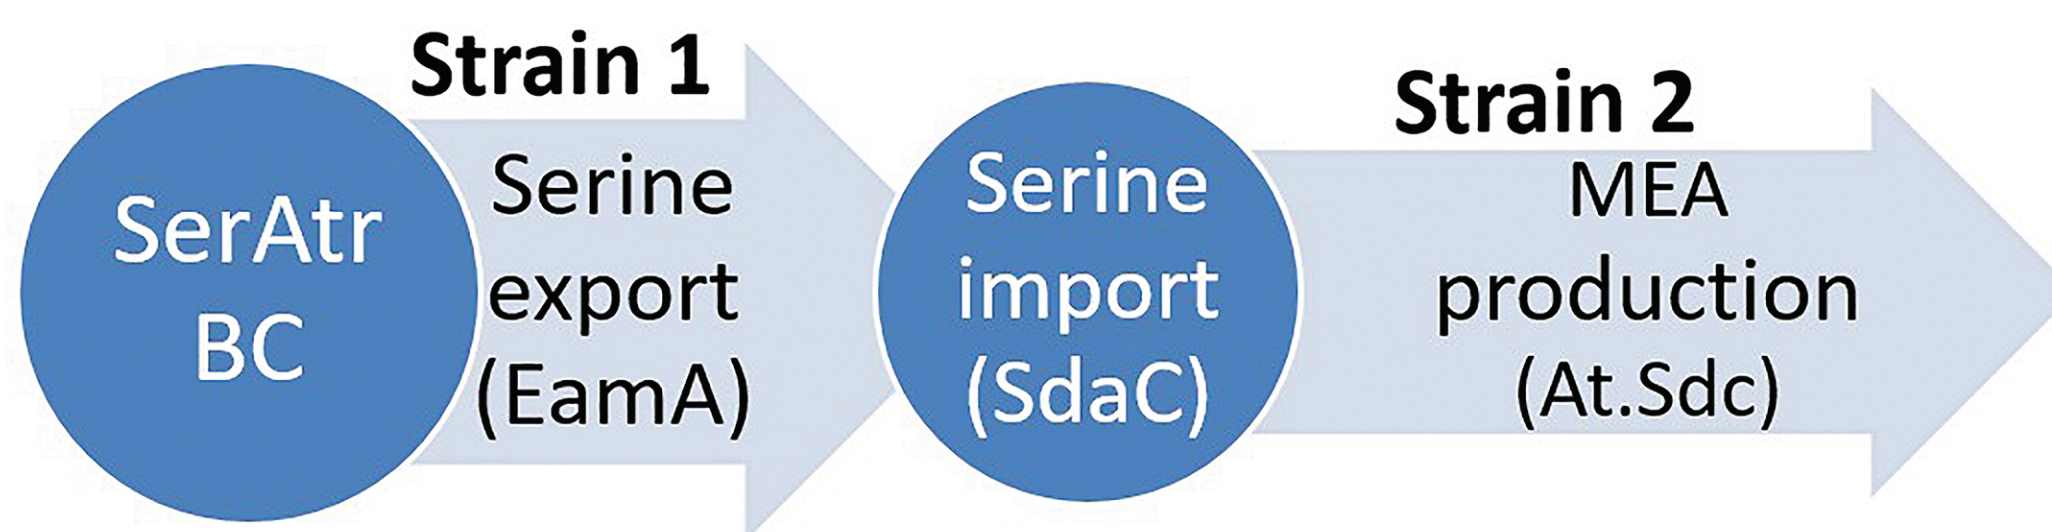 Strain 1
SerAtr
BC
Serine
export
(EamA)
Serine
import
(SdaC)
Strain 2
MEA
production
(At.Sdc)